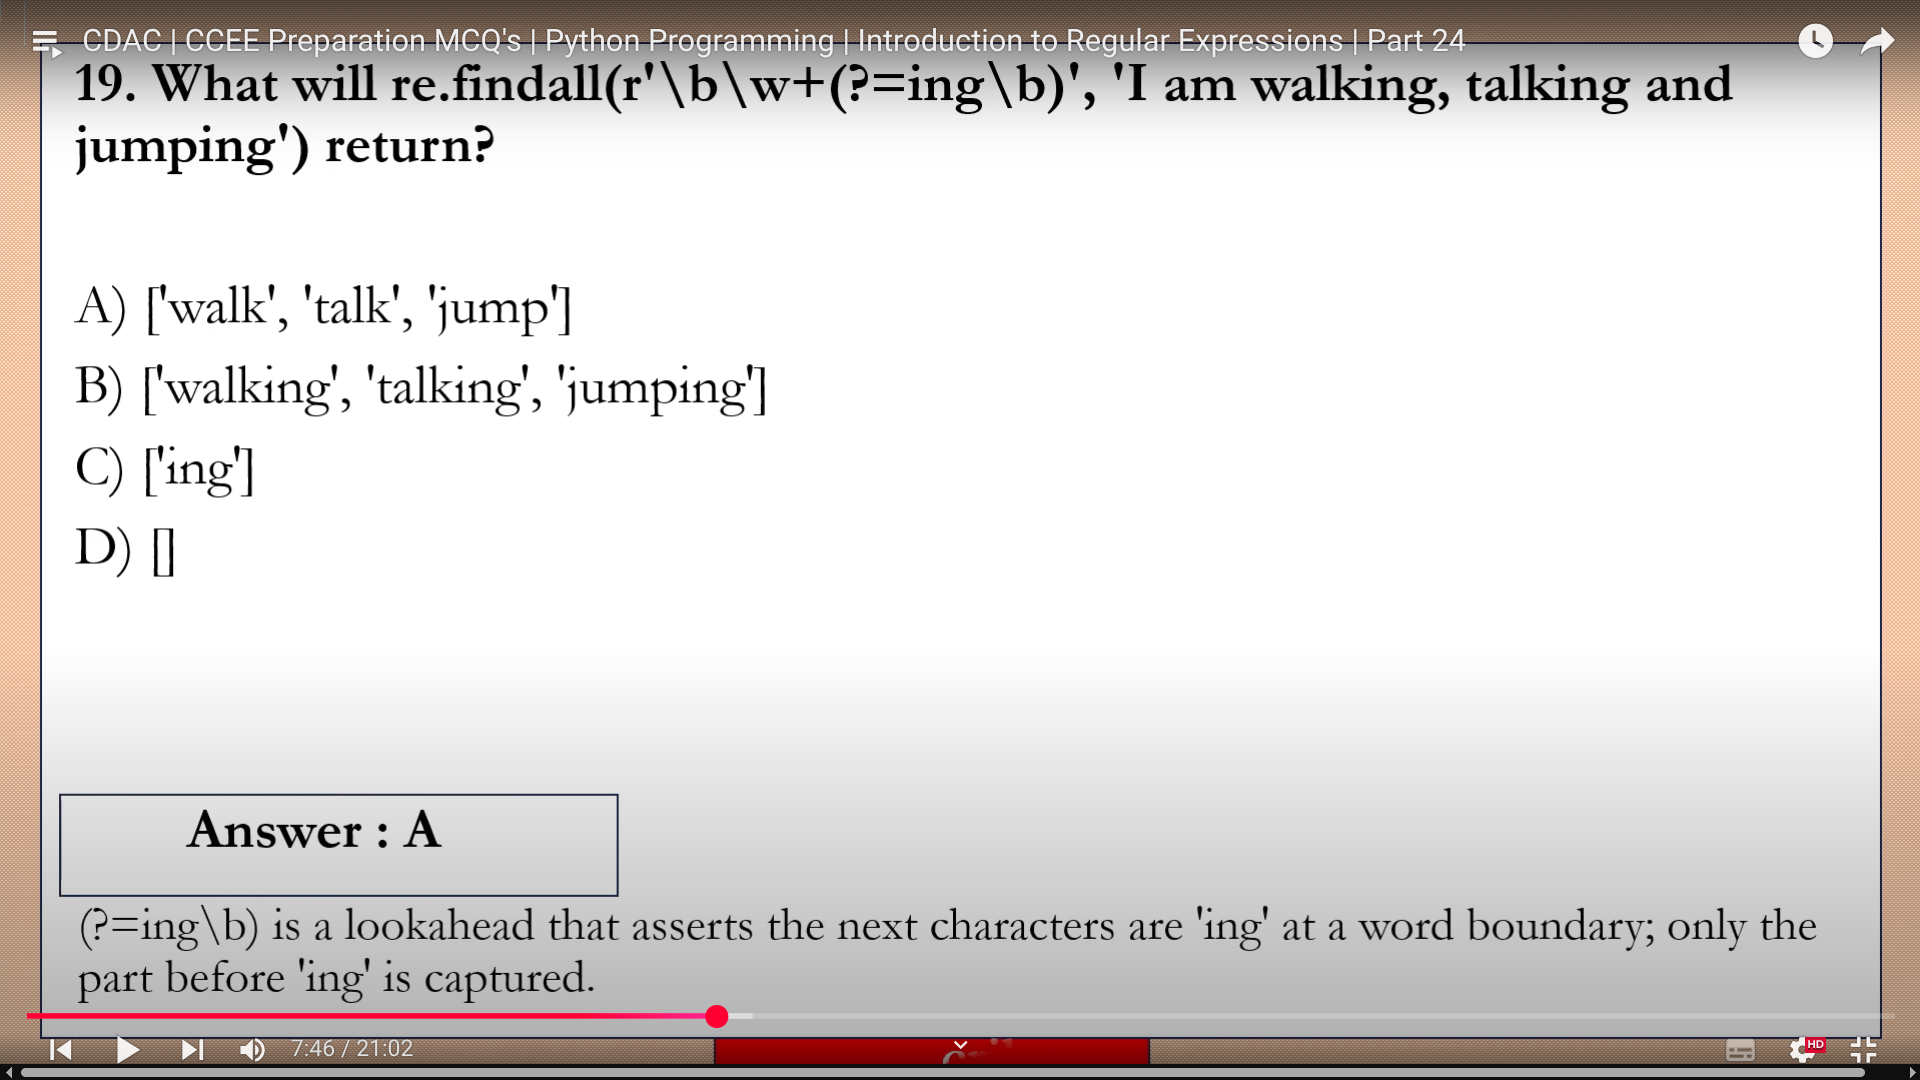 CDAC | CCEE Preparation MCQ's | Python Programming | Introduction to Regular Expressions | Part 24
19. What will re.findall(r'\b\w+(?=ing\b)', 'I am walking, talking and
jumping') return?
A) ['walk', 'talk', 'jump']
B) ['walking', 'talking', 'jumping']
C) ['ing']
D) []
Answer : A
(?=ing\b) is a lookahead that asserts the next characters are 'ing' at a word boundary; only the
part before 'ing' is captured.
7:46 / 21:02
HD